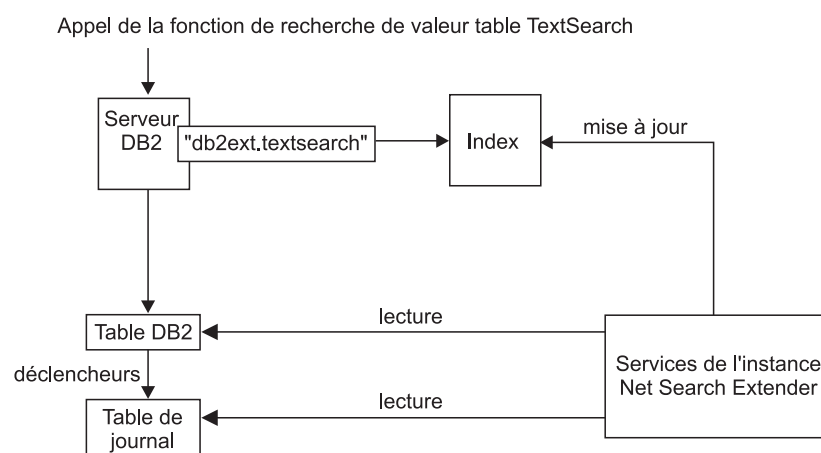 Appel de la fonction de recherche de valeur table TextSearch
Serveur
DB2
"db2ext.textsearch"
Index
mise à jour
Table DB2
lecture
déclencheurs
Services de l'instance
Net Search Extender
Table de
journal
lecture